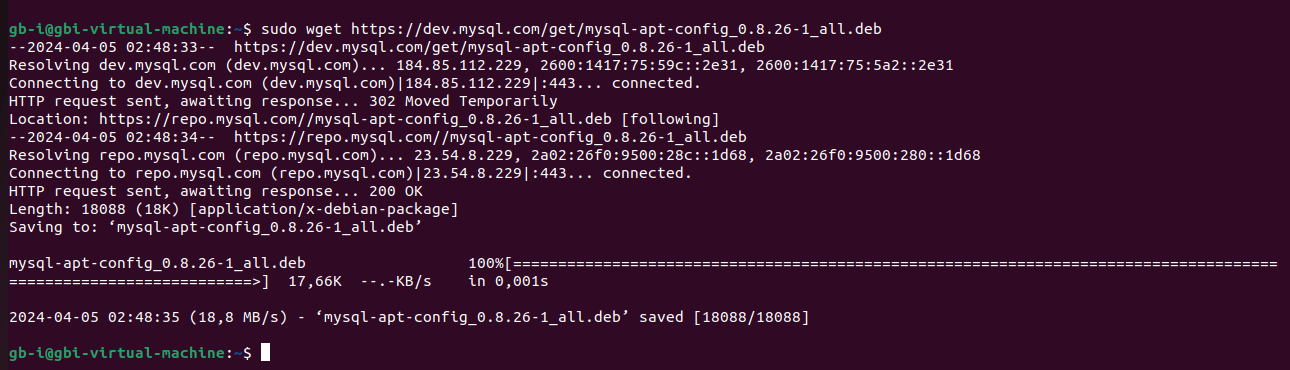 gb-i@gbi-virtual-machine:~$ sudo wget https://dev.mysql.com/get/mysql-apt-config_0.8.26-1_all.deb
--2024-04-05 02:48:33--  https://dev.mysql.com/get/mysql-apt-config_0.8.26-1_all.deb
Resolving dev.mysql.com (dev.mysql.com)... 184.85.112.229, 2600:1417:75:59c::2e31, 2600:1417:75:5a2::2e31
Connecting to dev.mysql.com (dev.mysql.com)|184.85.112.229|:443... connected.
HTTP request sent, awaiting response... 302 Moved Temporarily
Location: https://repo.mysql.com//mysql-apt-config_0.8.26-1_all.deb [following]
--2024-04-05 02:48:34--  https://repo.mysql.com//mysql-apt-config_0.8.26-1_all.deb
Resolving repo.mysql.com (repo.mysql.com)... 23.54.8.229, 2a02:26f0:9500:28c::1d68, 2a02:26f0:9500:280::1d68
Connecting to repo.mysql.com (repo.mysql.com)|23.54.8.229|:443... connected.
HTTP request sent, awaiting response... 200 OK
Length: 18088 (18K) [application/x-debian-package]
Saving to: ‘mysql-apt-config_0.8.26-1_all.deb’
mysql-apt-config_0.8.26-1_all.deb                  100%[=====================================================================================
===========================>]  17,66K  --.-KB/s    in 0,001s
2024-04-05 02:48:35 (18,8 MB/s) - ‘mysql-apt-config_0.8.26-1_all.deb’ saved [18088/18088]
gb-i@gbi-virtual-machine:~$